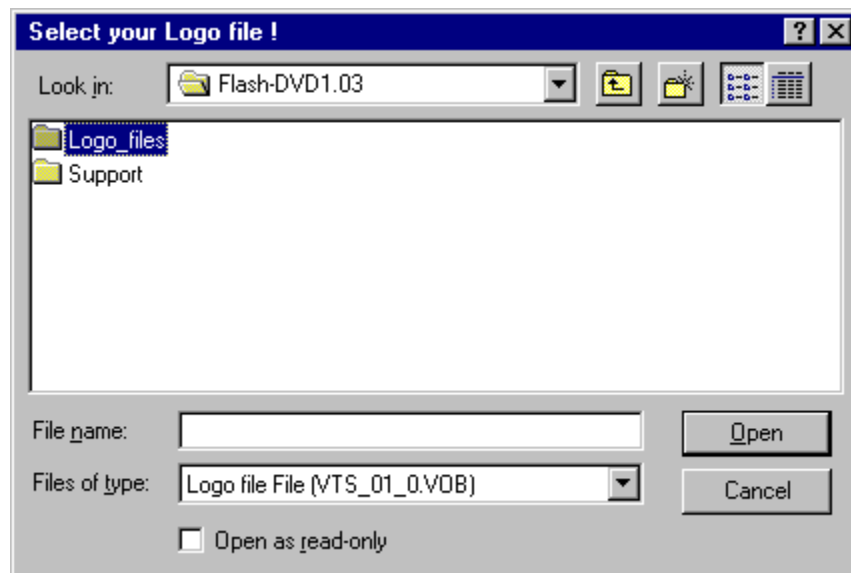 Select your Logo file !
Look in:
Flash-DVD1.03
Logo_files
Support
File name:
Open
Files of type:
Logo file File (VTS_01_0.VOB)
Cancel
Open as read-only